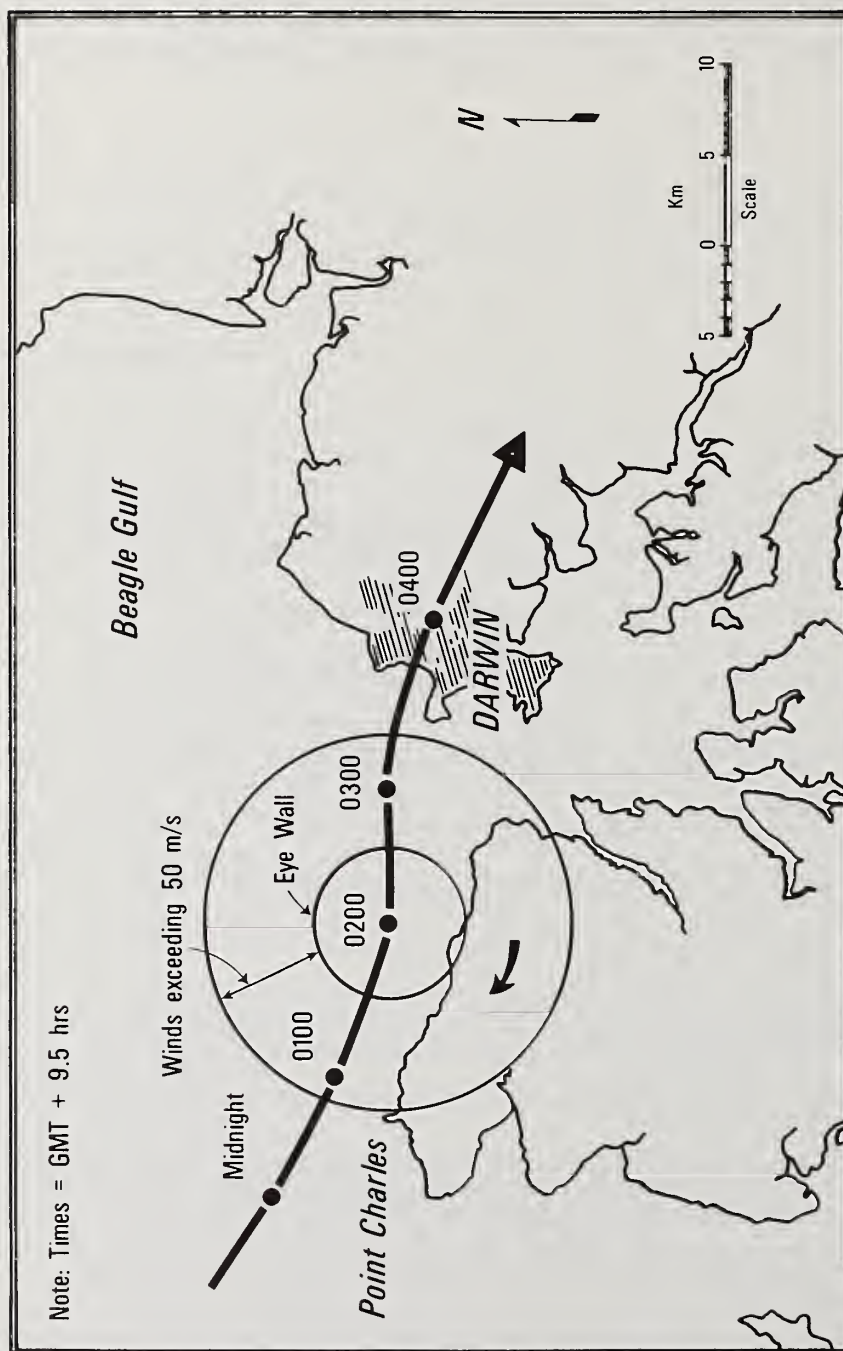 Note: Times = GMT + 9.5 hrs
Beagle Gulf
Winds exceeding 50 m/s
Eye Wall
Midnight
0100
0200
0300
0400
Point Charles
DARWIN
N
Km
5 0 5 10
Scale